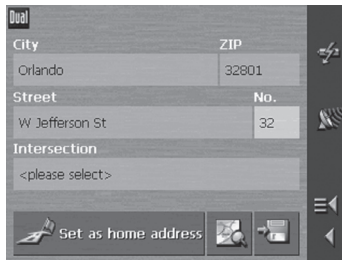 Dual
City ZIP
Orlando 32801
Street No.
W Jefferson St 32
Intersection
<please select>
Set as home address